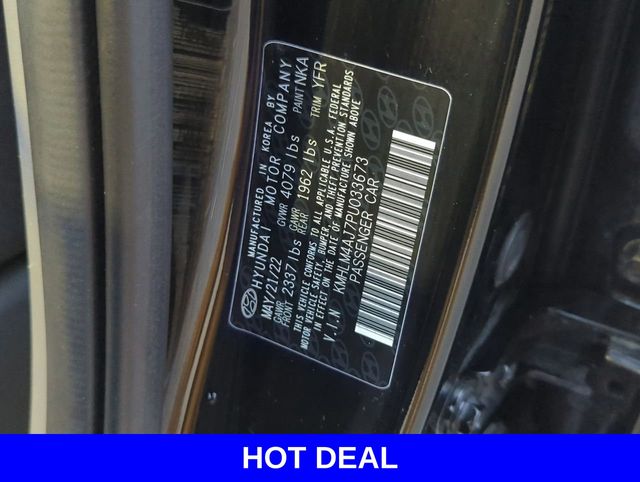 MANUFACTURED IN KOREA BY
HYUNDAI MOTOR COMPANY
MAY/21/22 GVWR 4079 lbs PAINT NKA
GAWR FRONT 2337 lbs GAWR REAR 1962 lbs TRIM YFR
THIS VEHICLE CONFORMS TO ALL APPLICABLE U.S.A. FEDERAL
MOTOR VEHICLE SAFETY, BUMPER, AND THEFT PREVENTION STANDARDS
IN EFFECT ON THE DATE OF MANUFACTURE SHOWN ABOVE
V.I.N KMHLM4AJ7PU033673
PASSENGER CAR
HOT DEAL